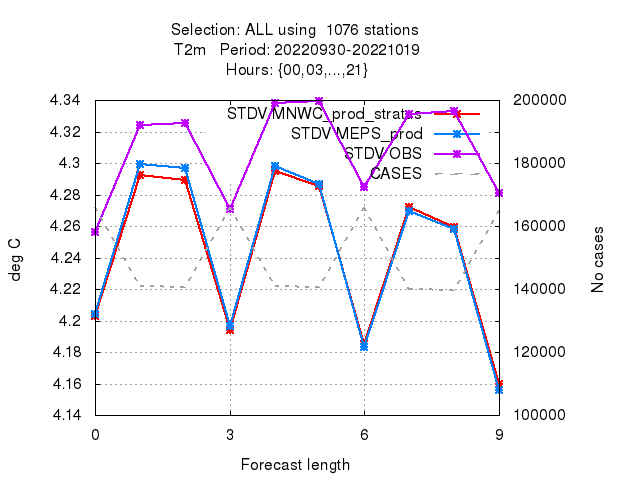 Selection: ALL using  1076 stations
T2m   Period: 20220930-20221019
Hours: {00,03,...,21}
STDV MNWC_prod_stratus
STDV MEPS_prod
STDV OBS
CASES
4.34
4.32
4.3
4.28
4.26
4.24
4.22
4.2
4.18
4.16
4.14
200000
180000
160000
140000
120000
100000
deg C
No cases
0
3
6
9
Forecast length